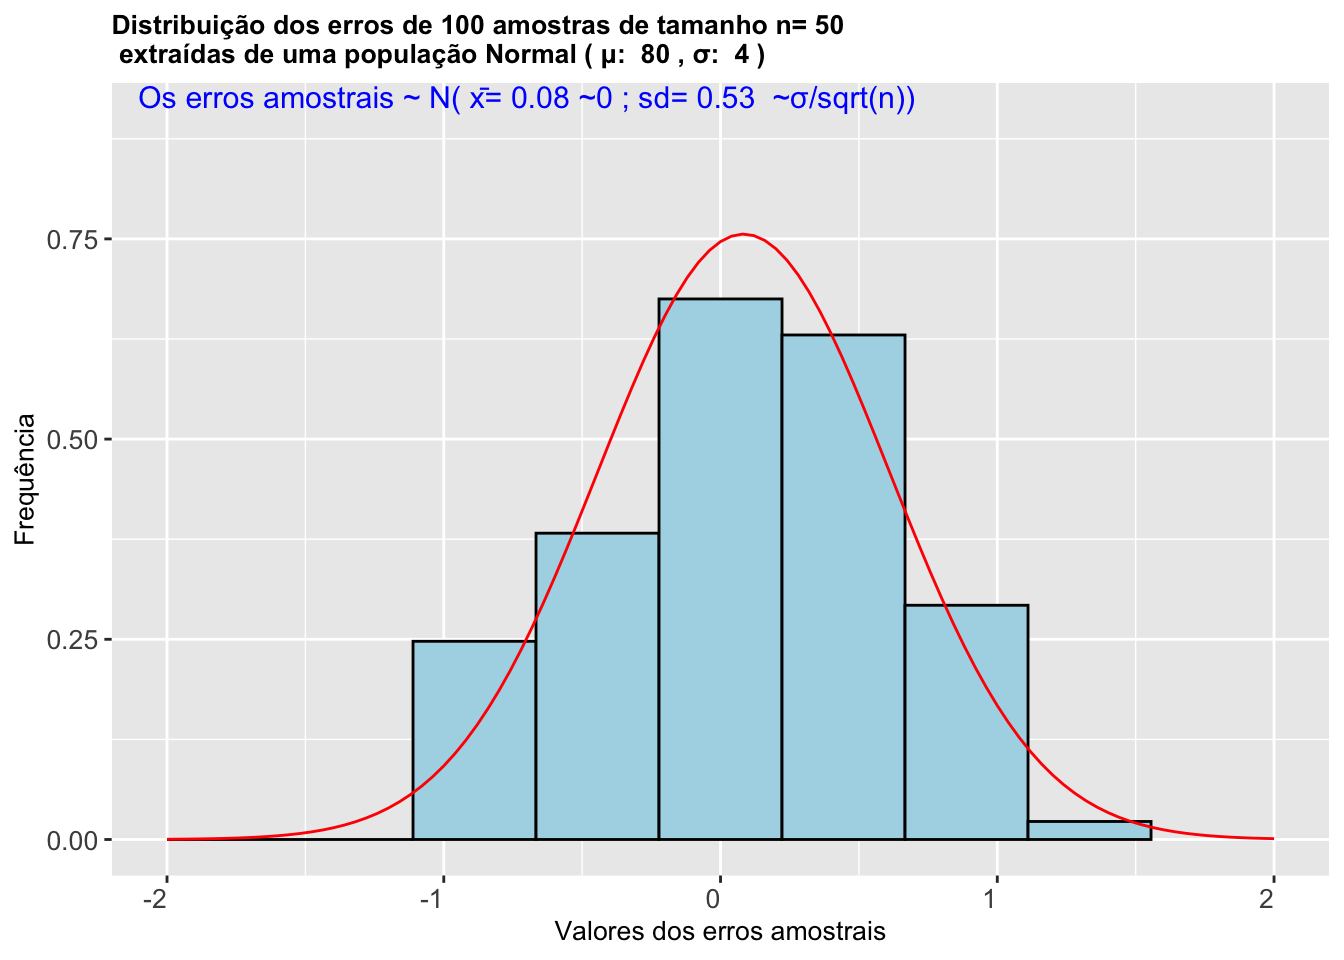 Distribuição dos erros de 100 amostras de tamanho n= 50
extraídas de uma população Normal ( μ:  80 , σ:  4 )
Os erros amostrais ~ N( x̄= 0.08 ~0 ; sd= 0.53  ~σ/sqrt(n))
0.75
0.50
0.25
0.00
Frequência
-2
-1
0
1
2
Valores dos erros amostrais